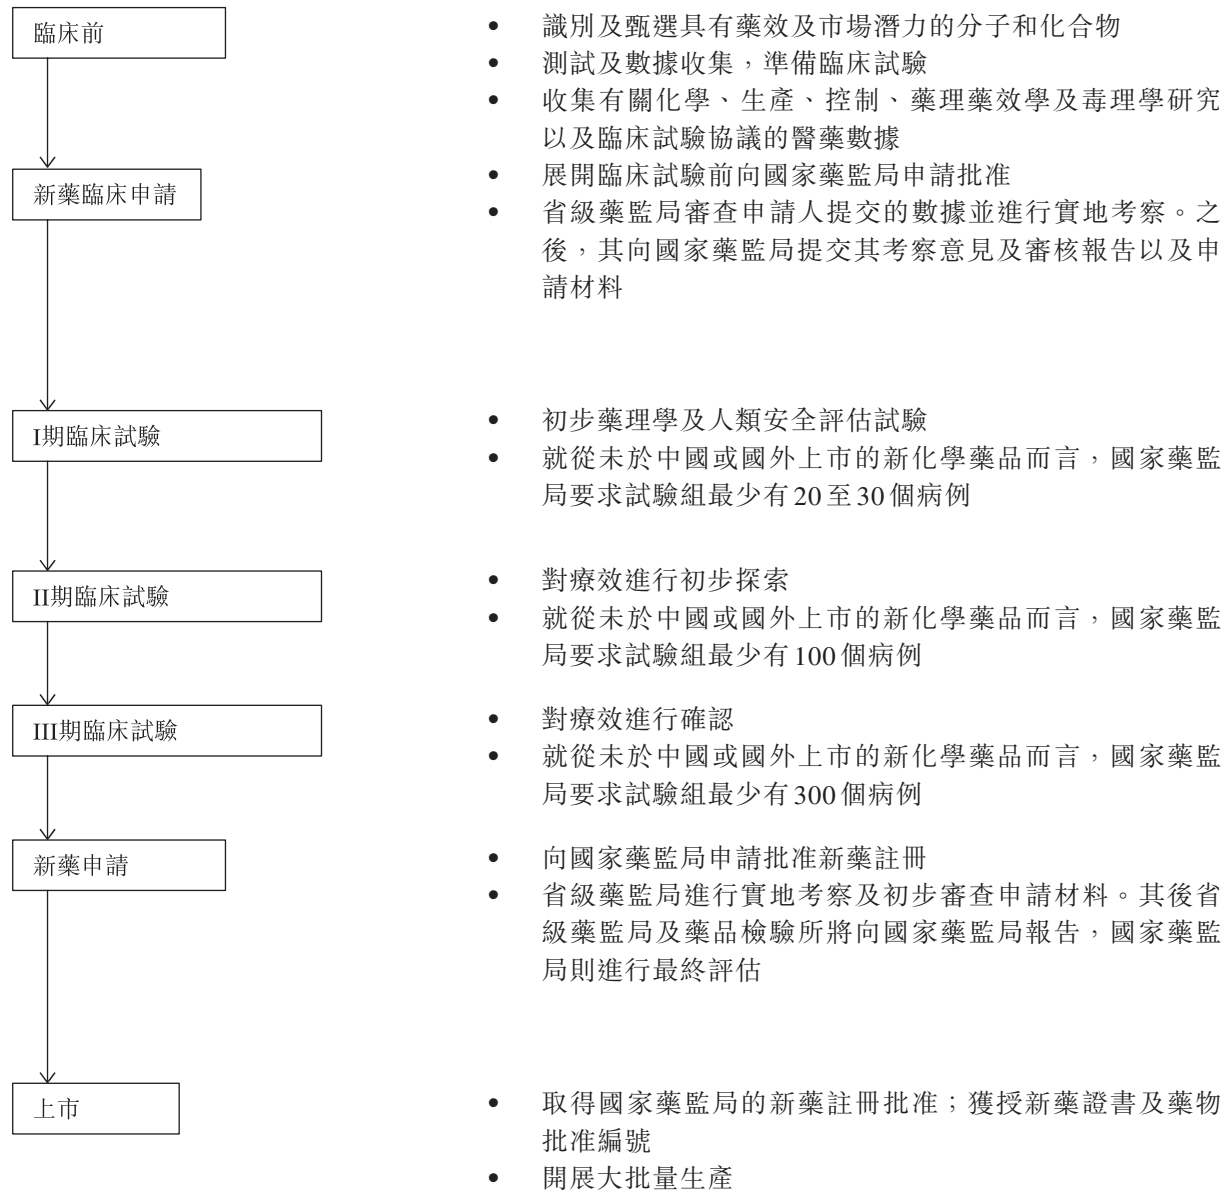 臨床前
• 識別及甄選具有藥效及市場潛力的分子和化合物
• 測試及數據收集，準備臨床試驗
• 收集有關化學、生產、控制、藥理藥效學及毒理學研究
以及臨床試驗協議的醫藥數據
新藥臨床申請
• 展開臨床試驗前向國家藥監局申請批准
• 省級藥監局審查申請人提交的數據並進行實地考察。之
後，其向國家藥監局提交其考察意見及審核報告以及申
請材料
I期臨床試驗
• 初步藥理學及人類安全評估試驗
• 就從未於中國或國外上市的新化學藥品而言，國家藥監
局要求試驗組最少有20至30個病例
II期臨床試驗
• 對療效進行初步探索
• 就從未於中國或國外上市的新化學藥品而言，國家藥監
局要求試驗組最少有100個病例
III期臨床試驗
• 對療效進行確認
• 就從未於中國或國外上市的新化學藥品而言，國家藥監
局要求試驗組最少有300個病例
新藥申請
• 向國家藥監局申請批准新藥註冊
• 省級藥監局進行實地考察及初步審查申請材料。其後省
級藥監局及藥品檢驗所將向國家藥監局報告，國家藥監
局則進行最終評估
上市
• 取得國家藥監局的新藥註冊批准；獲授新藥證書及藥物
批准編號
• 開展大批量生產